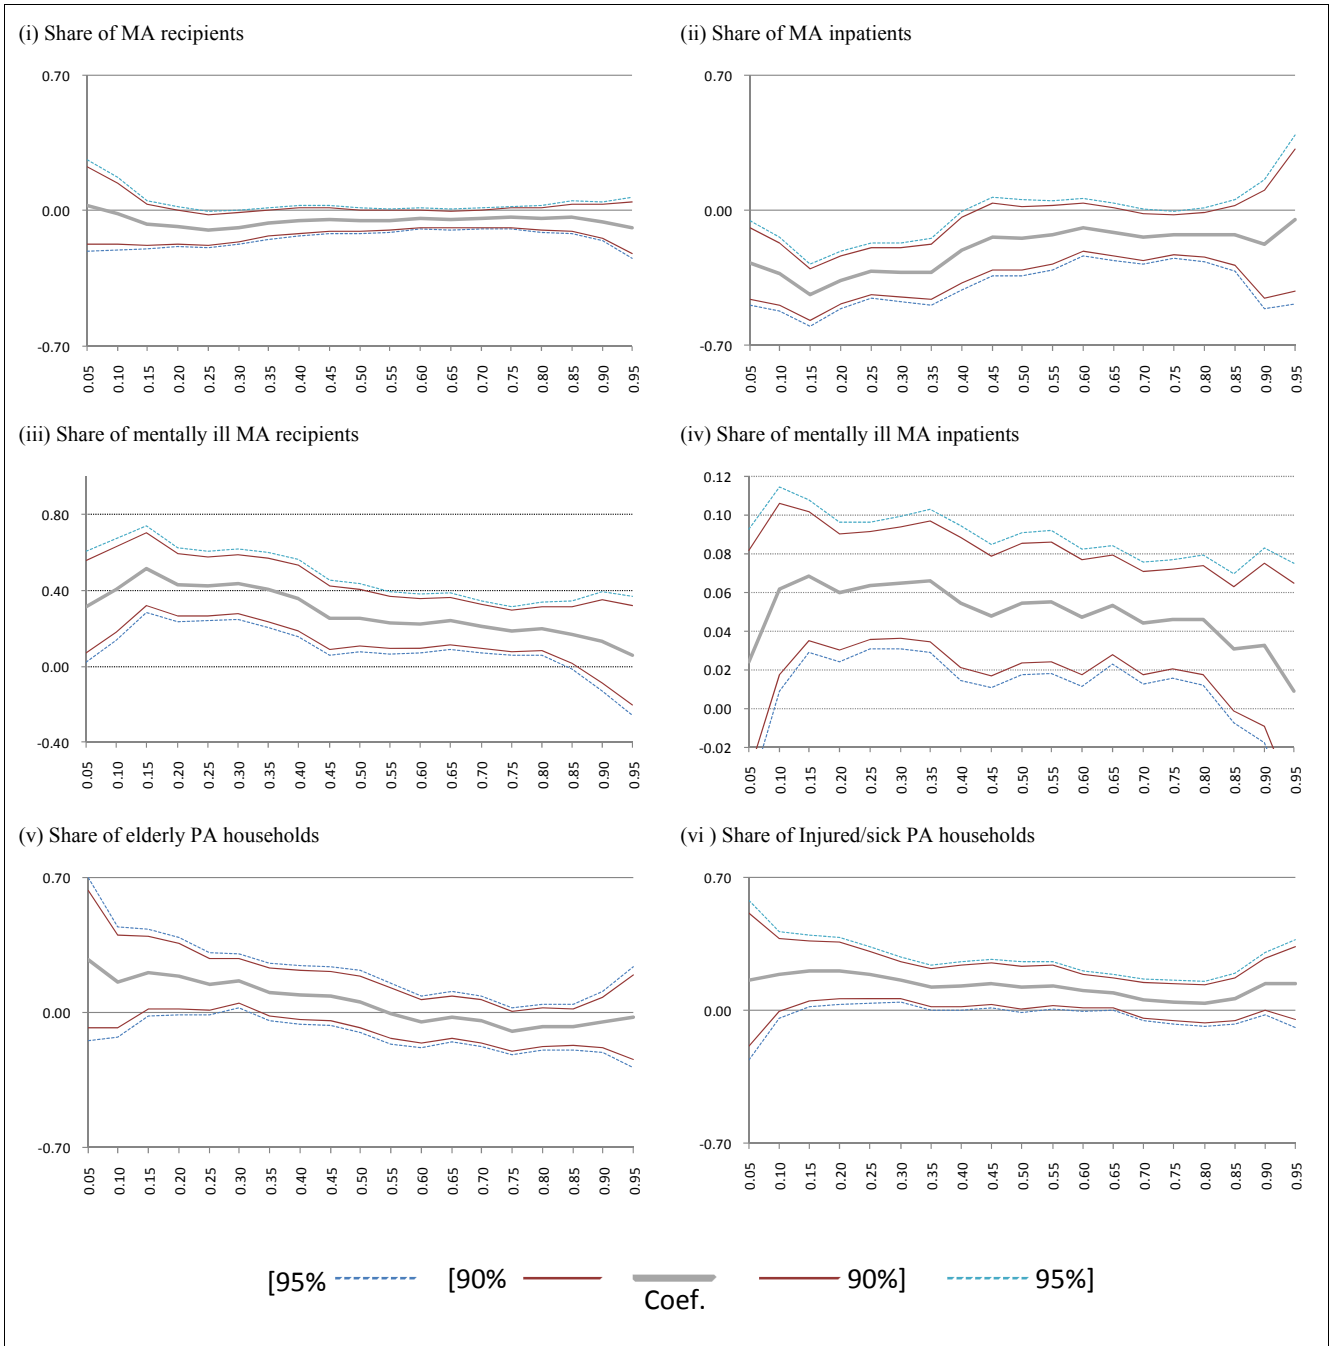 (i) Share of MA recipients
(ii) Share of MA inpatients
0.70
0.00
-0.70
0.05 0.10 0.15 0.20 0.25 0.30 0.35 0.40 0.45 0.50 0.55 0.60 0.65 0.70 0.75 0.80 0.85 0.90 0.95
0.70
0.00
-0.70
0.05 0.10 0.15 0.20 0.25 0.30 0.35 0.40 0.45 0.50 0.55 0.60 0.65 0.70 0.75 0.80 0.85 0.90 0.95
(iii) Share of mentally ill MA recipients
(iv) Share of mentally ill MA inpatients
0.80
0.40
0.00
-0.40
0.05 0.10 0.15 0.20 0.25 0.30 0.35 0.40 0.45 0.50 0.55 0.60 0.65 0.70 0.75 0.80 0.85 0.90 0.95
0.12
0.10
0.08
0.06
0.04
0.02
0.00
-0.02
0.05 0.10 0.15 0.20 0.25 0.30 0.35 0.40 0.45 0.50 0.55 0.60 0.65 0.70 0.75 0.80 0.85 0.90 0.95
(v) Share of elderly PA households
(vi ) Share of Injured/sick PA households
0.70
0.00
-0.70
0.05 0.10 0.15 0.20 0.25 0.30 0.35 0.40 0.45 0.50 0.55 0.60 0.65 0.70 0.75 0.80 0.85 0.90 0.95
0.70
0.00
-0.70
0.05 0.10 0.15 0.20 0.25 0.30 0.35 0.40 0.45 0.50 0.55 0.60 0.65 0.70 0.75 0.80 0.85 0.90 0.95
[95% [90% Coef. 90%] 95%]